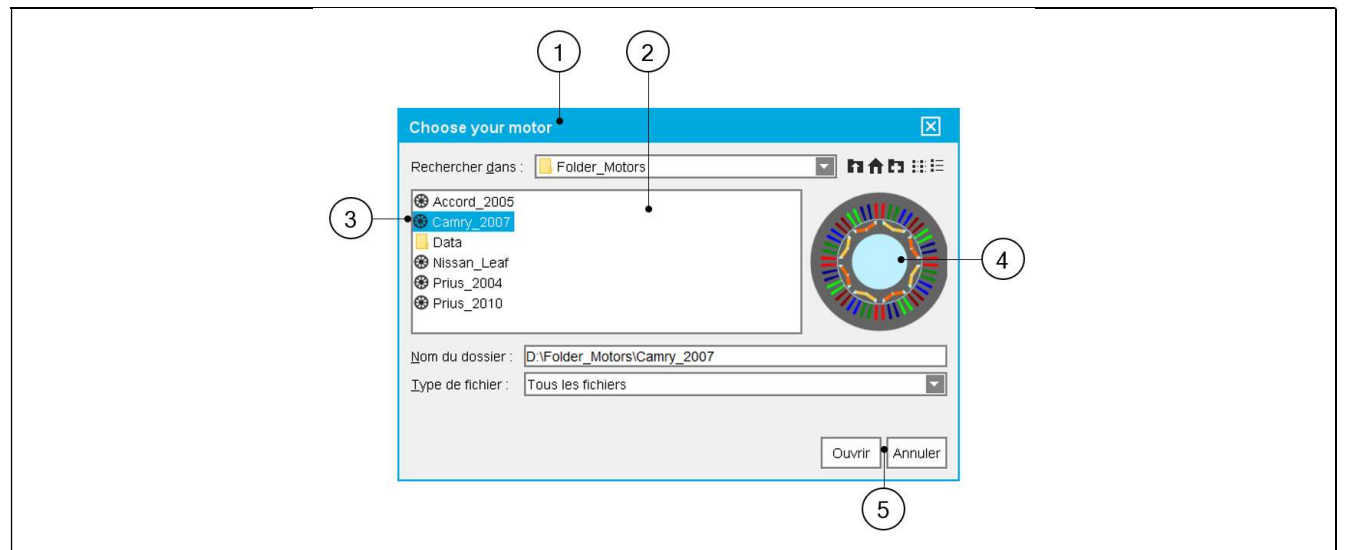 1
2
Choose your motor
Rechercher dans :
Folder_Motors
3
Accord_2005
Camry_2007
Data
Nissan_Leaf
Prius_2004
Prius_2010
4
Nom du dossier :
D:\Folder_Motors\Camry_2007
Type de fichier :
Tous les fichiers
Ouvrir
Annuler
5